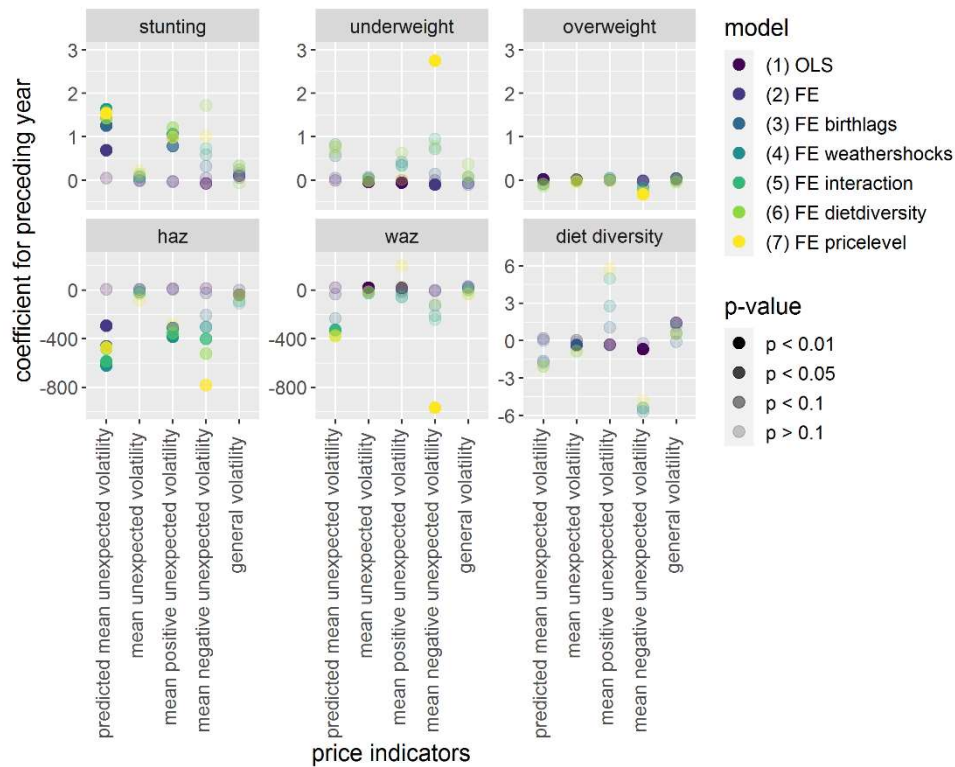 stunting
underweight
overweight
3
2
1
0
3
2
1
0
3
2
1
0
haz
waz
diet diversity
0
-400
-800
0
-400
-800
6
3
0
-3
-6
coefficient for preceding year
predicted mean unexpected volatility
mean unexpected volatility
mean positive unexpected volatility
mean negative unexpected volatility
general volatility
predicted mean unexpected volatility
mean unexpected volatility
mean positive unexpected volatility
mean negative unexpected volatility
general volatility
predicted mean unexpected volatility
mean unexpected volatility
mean positive unexpected volatility
mean negative unexpected volatility
general volatility
price indicators
model
(1) OLS
(2) FE
(3) FE birthlags
(4) FE weathershocks
(5) FE interaction
(6) FE dietdiversity
(7) FE pricelevel
p-value
p < 0.01
p < 0.05
p < 0.1
p > 0.1